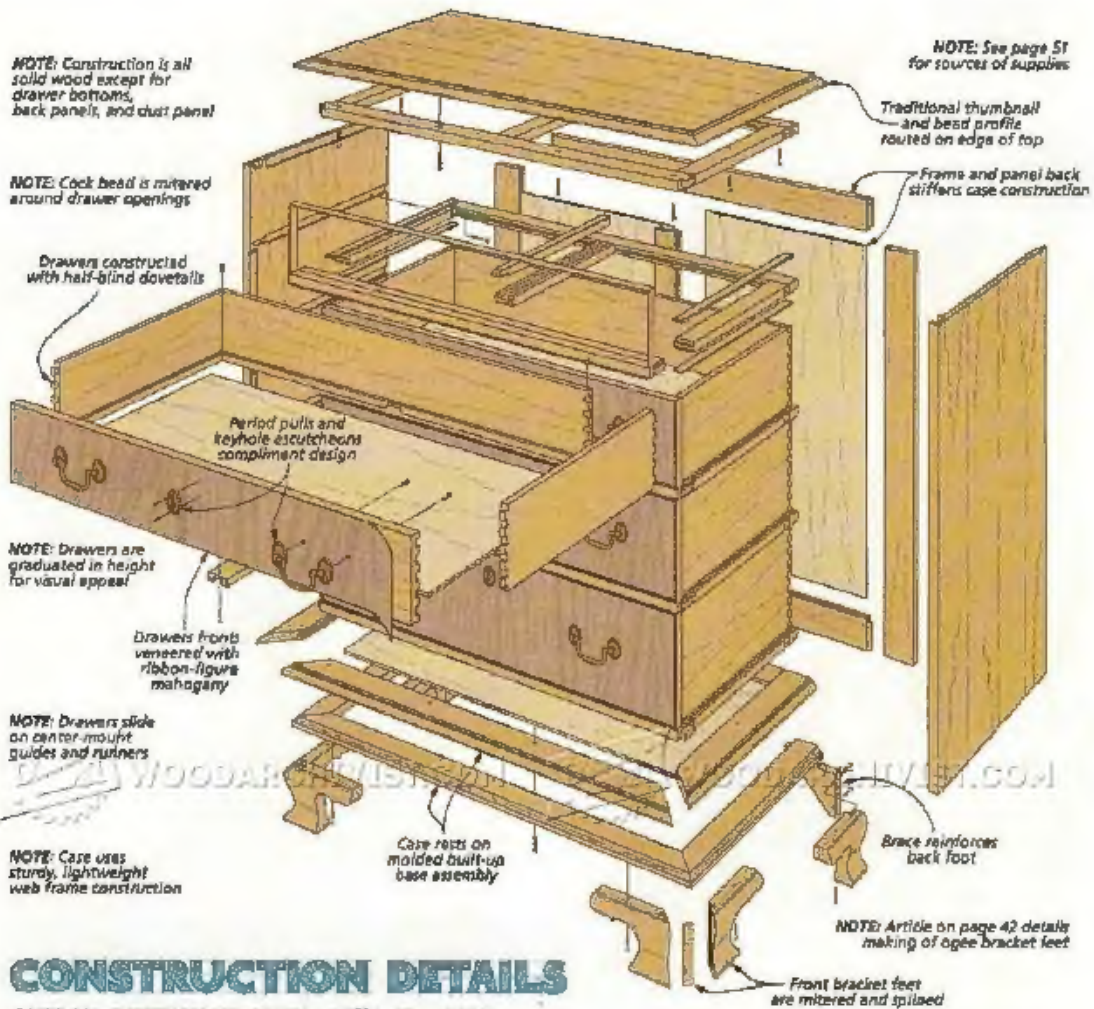 NOTE: Construction is all
solid wood except for
drawer bottoms,
back panels, and dust panel
NOTE: See page 51
for sources of supplies
Traditional thumbnail
and bead profile
routed on edge of top
NOTE: Cock bead is mitered
around drawer openings
Frame and panel back
stiffens case construction
Drawers constructed
with half-blind dovetails
Period pulls and
keyhole escutcheons
compliment design
NOTE: Drawers are
graduated in height
for visual appeal
Drawers fronts
veneered with
ribbon-figure
mahogany
NOTE: Drawers slide
on center-mount
guides and runners
WOODARCHIVIST.COM
NOTE: Case uses
sturdy, lightweight
web frame construction
Case rests on
molded built-up
base assembly
Brace reinforces
back foot
NOTE: Article on page 42 details
making of ogee bracket feet
Front bracket feet
are mitered and splined
CONSTRUCTION DETAILS